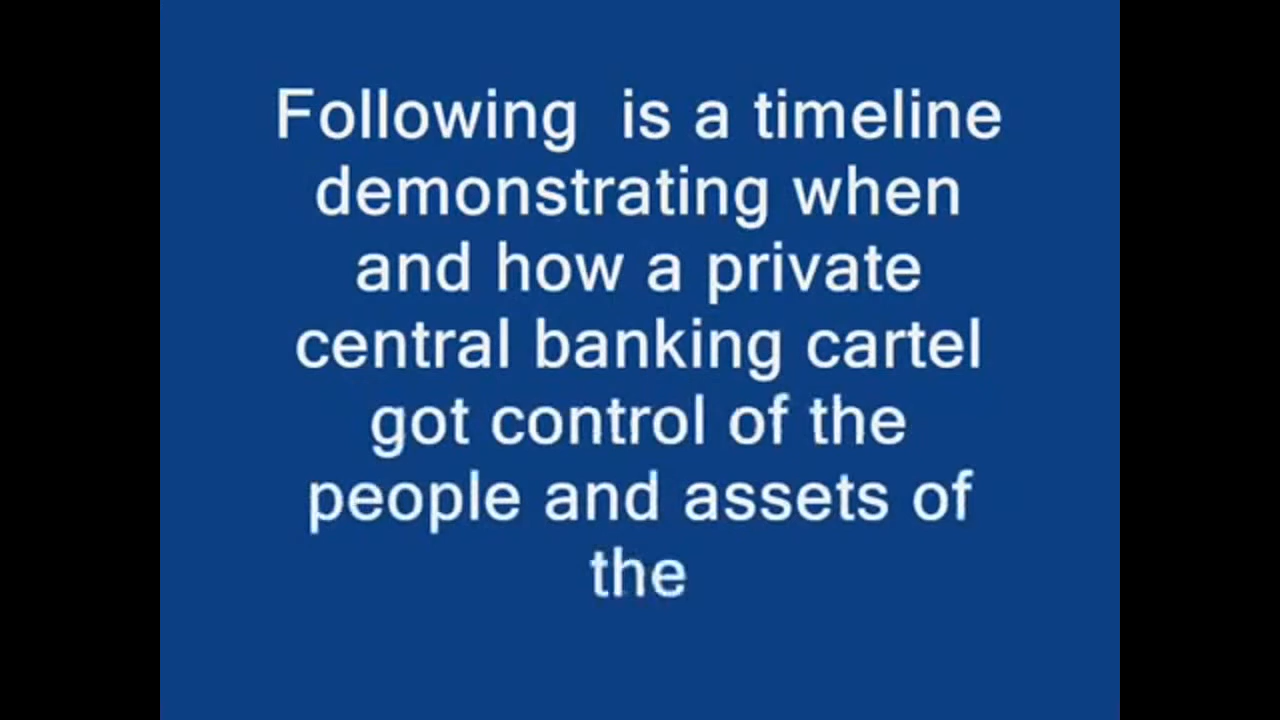 Following  is a timeline
demonstrating when
and how a private
central banking cartel
got control of the
people and assets of
the